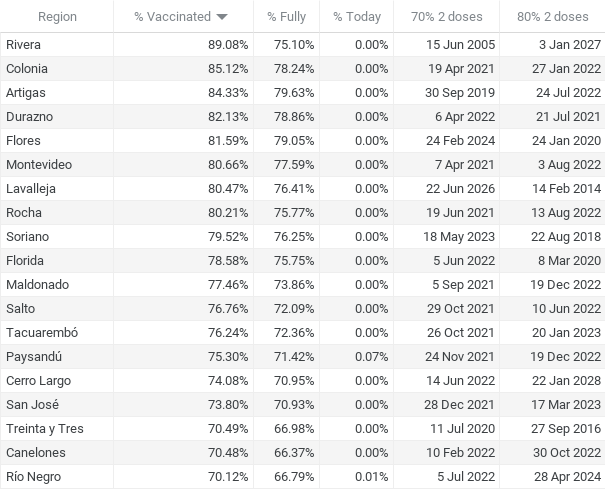 Region % Vaccinated % Fully % Today 70% 2 doses 80% 2 doses
Rivera 89.08% 75.10% 0.00% 15 Jun 2005 3 Jan 2027
Colonia 85.12% 78.24% 0.00% 19 Apr 2021 27 Jan 2022
Artigas 84.33% 79.63% 0.00% 30 Sep 2019 24 Jul 2022
Durazno 82.13% 78.86% 0.00% 6 Apr 2022 21 Jul 2021
Flores 81.59% 79.05% 0.00% 24 Feb 2024 24 Jan 2020
Montevideo 80.66% 77.59% 0.00% 7 Apr 2021 3 Aug 2022
Lavalleja 80.47% 76.41% 0.00% 22 Jun 2026 14 Feb 2014
Rocha 80.21% 75.77% 0.00% 19 Jun 2021 13 Aug 2022
Soriano 79.52% 76.25% 0.00% 18 May 2023 22 Aug 2018
Florida 78.58% 75.75% 0.00% 5 Jun 2022 8 Mar 2020
Maldonado 77.46% 73.86% 0.00% 5 Sep 2021 19 Dec 2022
Salto 76.76% 72.09% 0.00% 29 Oct 2021 10 Jun 2022
Tacuarembó 76.24% 72.36% 0.00% 26 Oct 2021 20 Jan 2023
Paysandú 75.30% 71.42% 0.07% 24 Nov 2021 19 Dec 2022
Cerro Largo 74.08% 70.95% 0.00% 14 Jun 2022 22 Jan 2028
San José 73.80% 70.93% 0.00% 28 Dec 2021 17 Mar 2023
Treinta y Tres 70.49% 66.98% 0.00% 11 Jul 2020 27 Sep 2016
Canelones 70.48% 66.37% 0.00% 10 Feb 2022 30 Oct 2022
Río Negro 70.12% 66.79% 0.01% 5 Jul 2022 28 Apr 2024